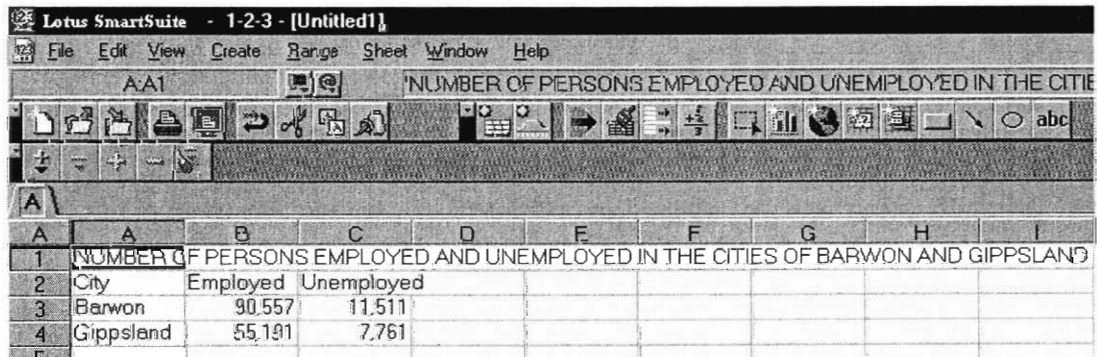 Lotus SmartSuite - 1-2-3 - [Untitled1]
123 File Edit View Create Range Sheet Window Help
A:A1 @ 'NUMBER OF PERSONS EMPLOYED AND UNEMPLOYED IN THE CITIE
abc
A
A A B C D E F G H I
1 NUMBER OF PERSONS EMPLOYED AND UNEMPLOYED IN THE CITIES OF BARWON AND GIPPSLAND
2 City Employed Unemployed
3 Barwon 90,557 11,511
4 Gippsland 55,191 7,761
5